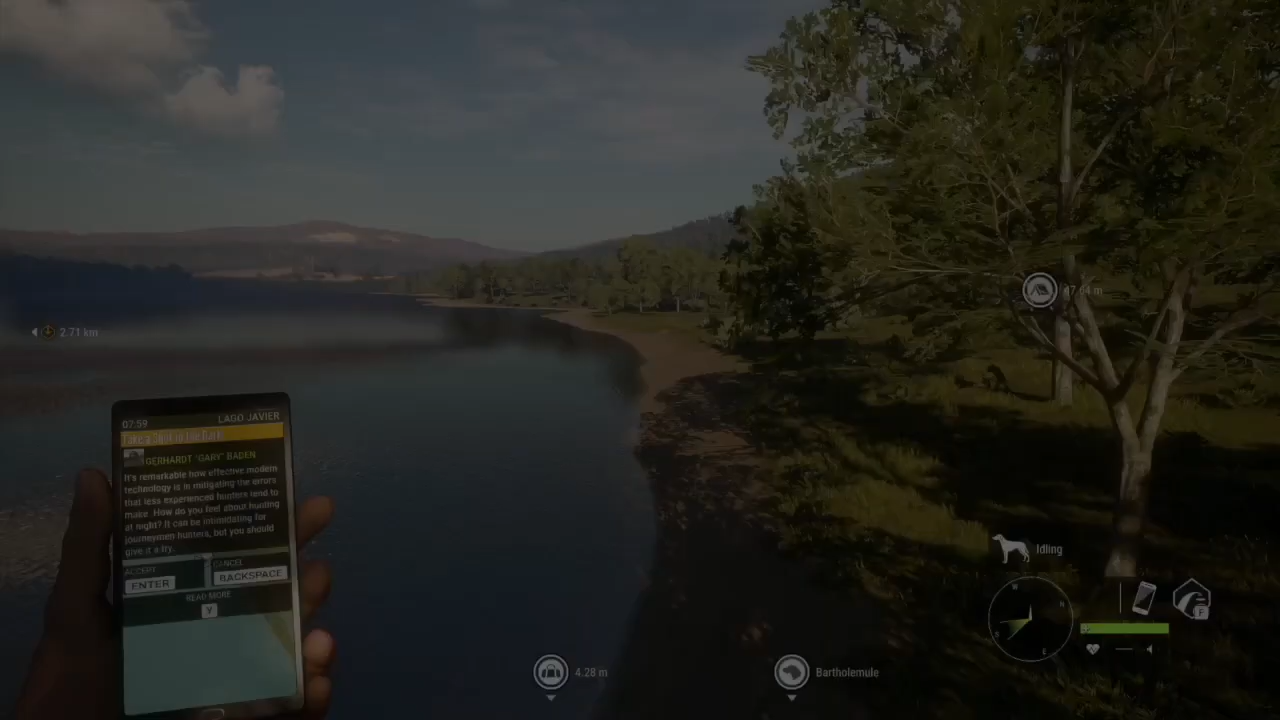 2.71 km
47.64 m
07:59 LAGO JAVIER
Take a Shot in the Dark
GERHARDT "GARY" BADEN
It's remarkable how effective modern
technology is in mitigating the errors
that less experienced hunters tend to
make. How do you feel about hunting
at night? It can be intimidating for
journeymen hunters, but you should
give it a try.
ACCEPT CANCEL
ENTER BACKSPACE
READ MORE
Y
Idling
W N
S E
F
4.28 m
Bartholemule